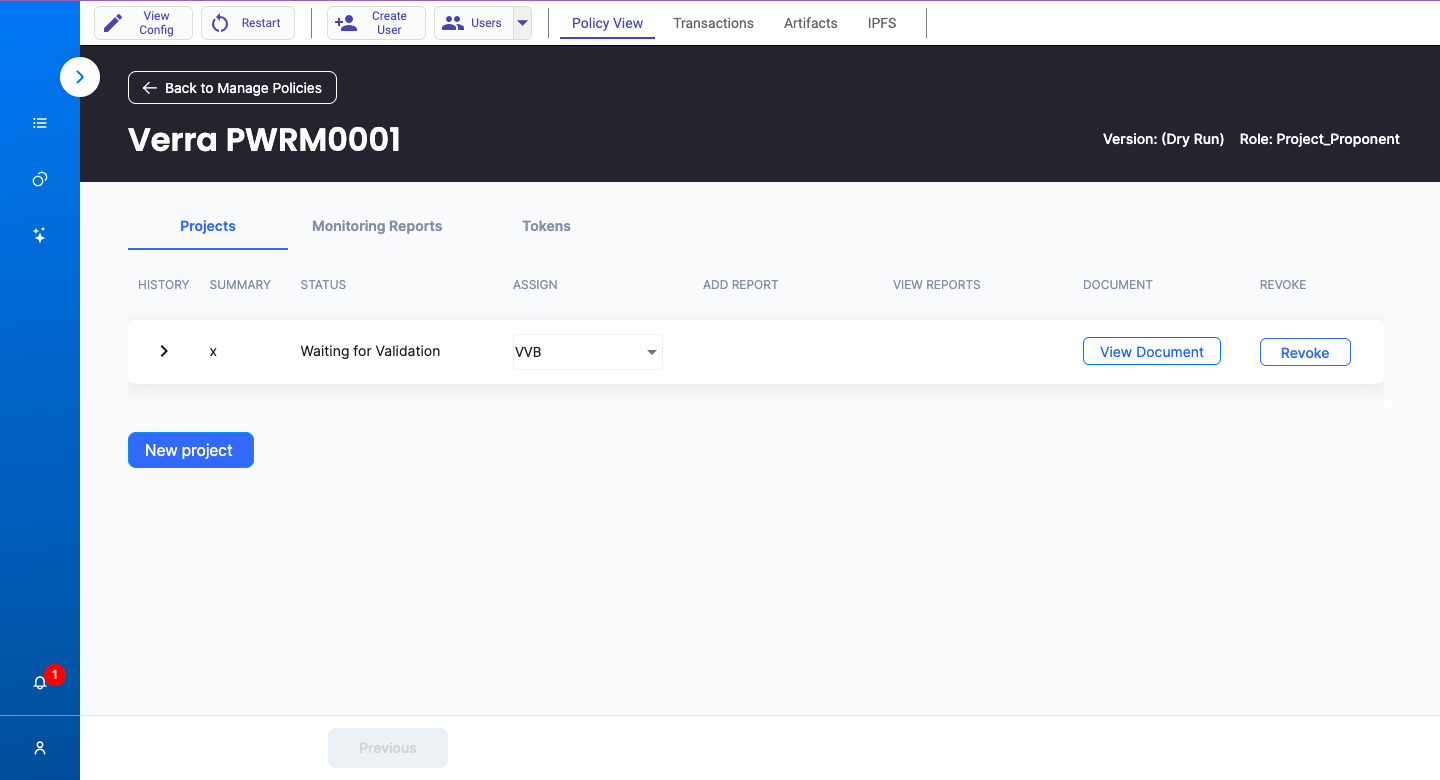 View Config
Restart
Create User
Users
Policy View
Transactions
Artifacts
IPFS
Back to Manage Policies
Verra PWRM0001
Version: (Dry Run)
Role: Project_Proponent
Projects
Monitoring Reports
Tokens
HISTORY
SUMMARY
STATUS
ASSIGN
ADD REPORT
VIEW REPORTS
DOCUMENT
REVOKE
x
Waiting for Validation
VVB
View Document
Revoke
New project
1
Previous